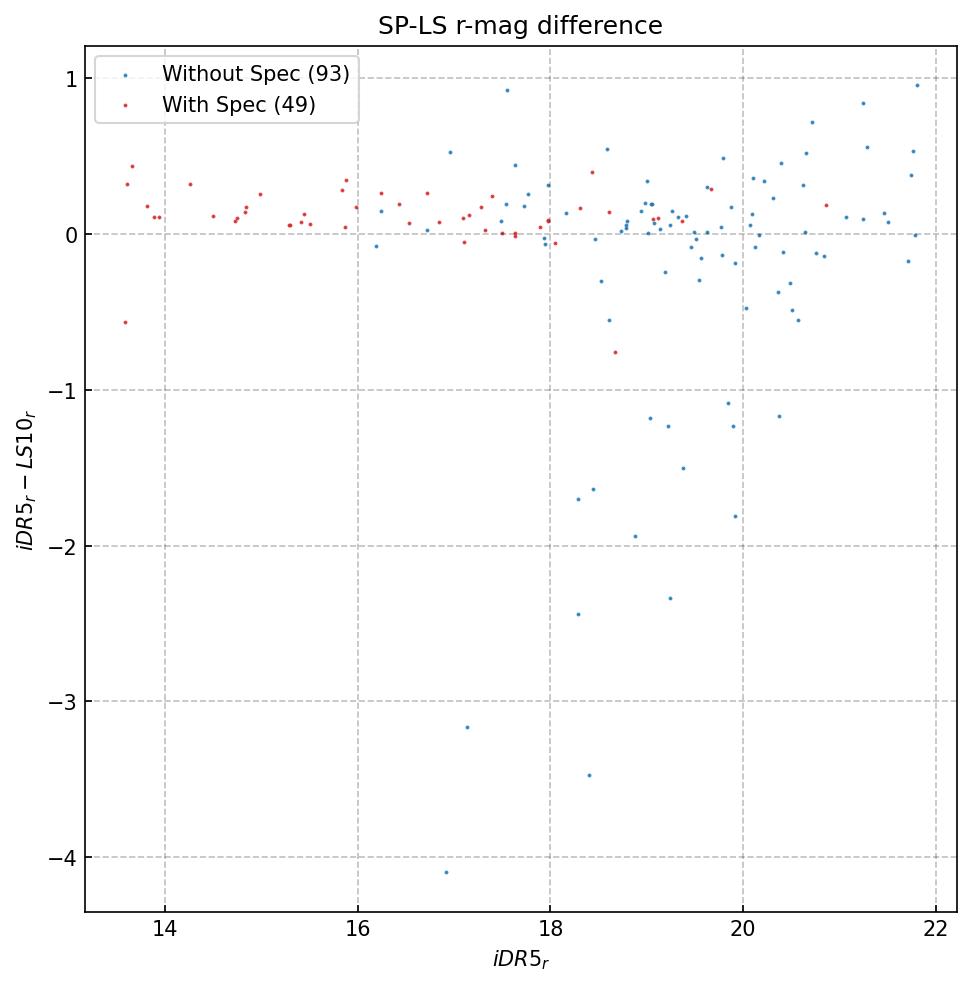 SP-LS r-mag difference
Without Spec (93)
With Spec (49)
1
0
−1
−2
−3
−4
iDR5r − LS10r
14 16 18 20 22
iDR5r